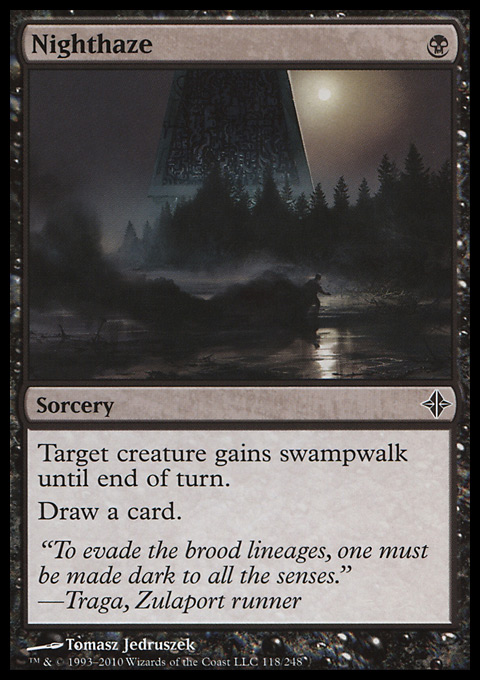 Nighthaze
Sorcery
Target creature gains swampwalk
until end of turn.
Draw a card.
“To evade the brood lineages, one must
be made dark to all the senses.”
—Traga, Zulaport runner
Tomasz Jedruszek
™ & © 1993–2010 Wizards of the Coast LLC 118/248